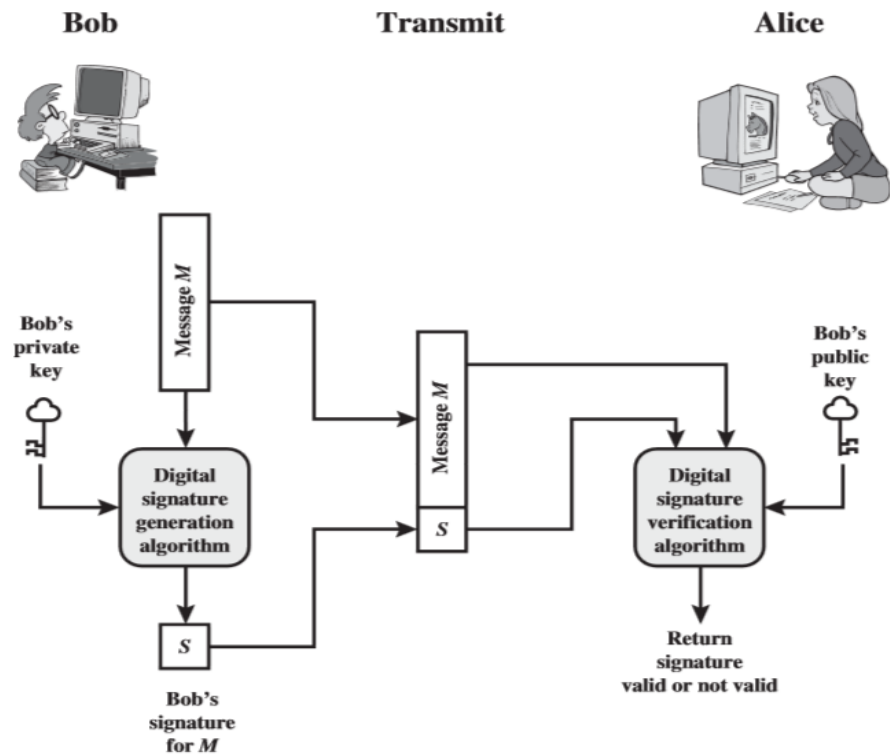 Bob
Transmit
Alice
Message M
Bob's
private
key
Message M
Bob's
public
key
Digital
signature
generation
algorithm
S
Digital
signature
verification
algorithm
S
Bob's
signature
for M
Return
signature
valid or not valid